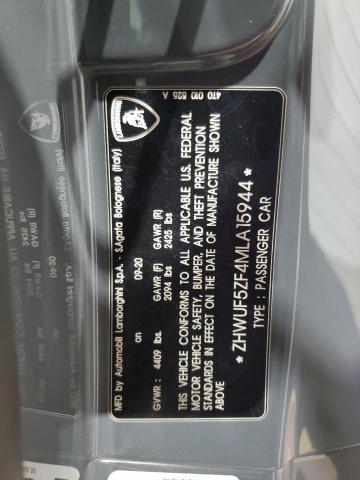 4T0 010 525 A
MFD by Automobili Lamborghini S.p.A. - S.Agata Bolognese (Italy)
on 09-20
GAWR (F) GAWR (R)
GVWR : 4409 lbs 2094 lbs 2425 lbs
THIS VEHICLE CONFORMS TO ALL APPLICABLE U.S. FEDERAL
MOTOR VEHICLE SAFETY, BUMPER, AND THEFT PREVENTION
STANDARDS IN EFFECT ON THE DATE OF MANUFACTURE SHOWN
ABOVE
*ZHWUF5ZF4MLA15944*
TYPE : PASSENGER CAR